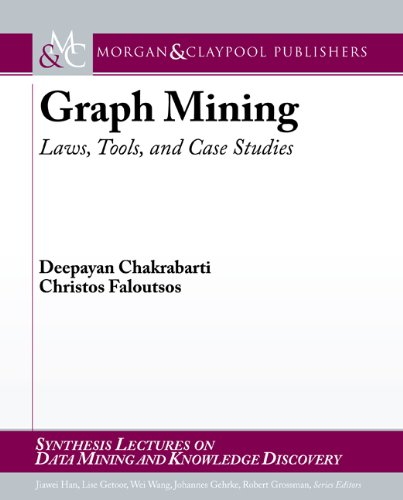 M
&C
MORGAN&CLAYPOOL PUBLISHERS
Graph Mining
Laws, Tools, and Case Studies
Deepayan Chakrabarti
Christos Faloutsos
SYNTHESIS LECTURES ON
DATA MINING AND KNOWLEDGE DISCOVERY
Jiawei Han, Lise Getoor, Wei Wang, Johannes Gehrke, Robert Grossman, Series Editors